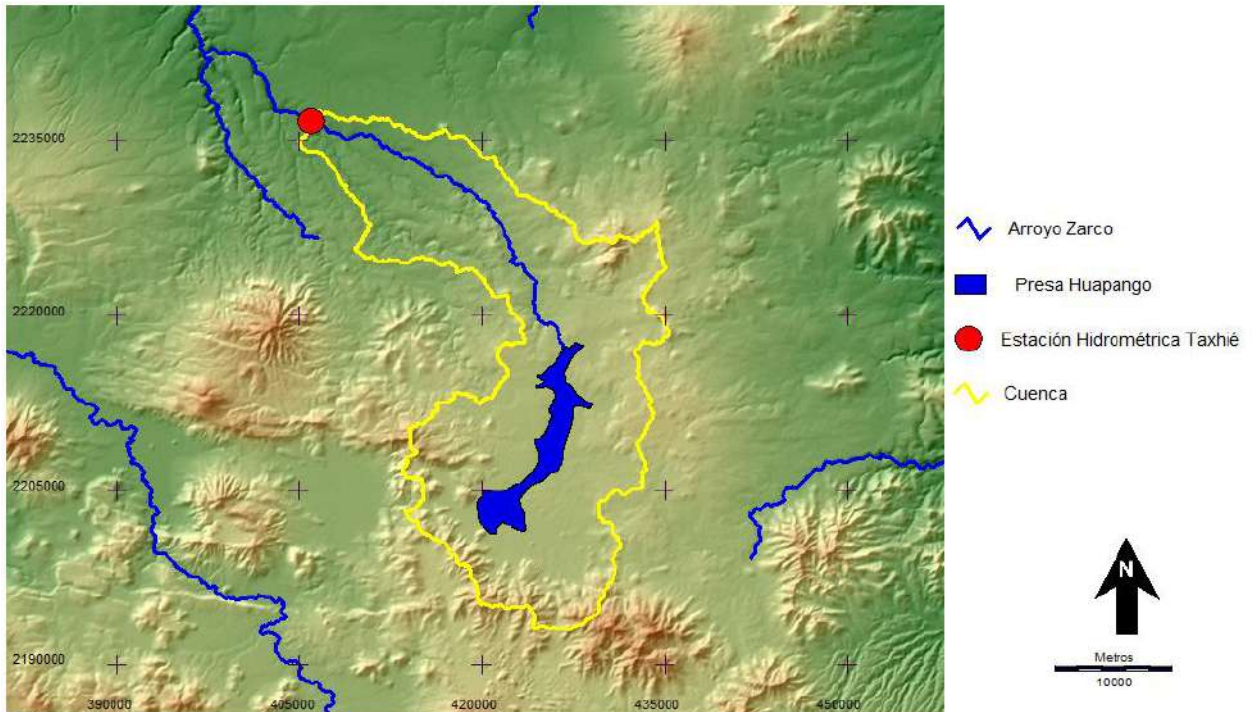 2235000
2220000
2205000
2190000
390000 405000 420000 435000 450000
Arroyo Zarco
Presa Huapango
Estación Hidrométrica Taxhié
Cuenca
N
Metros
10000